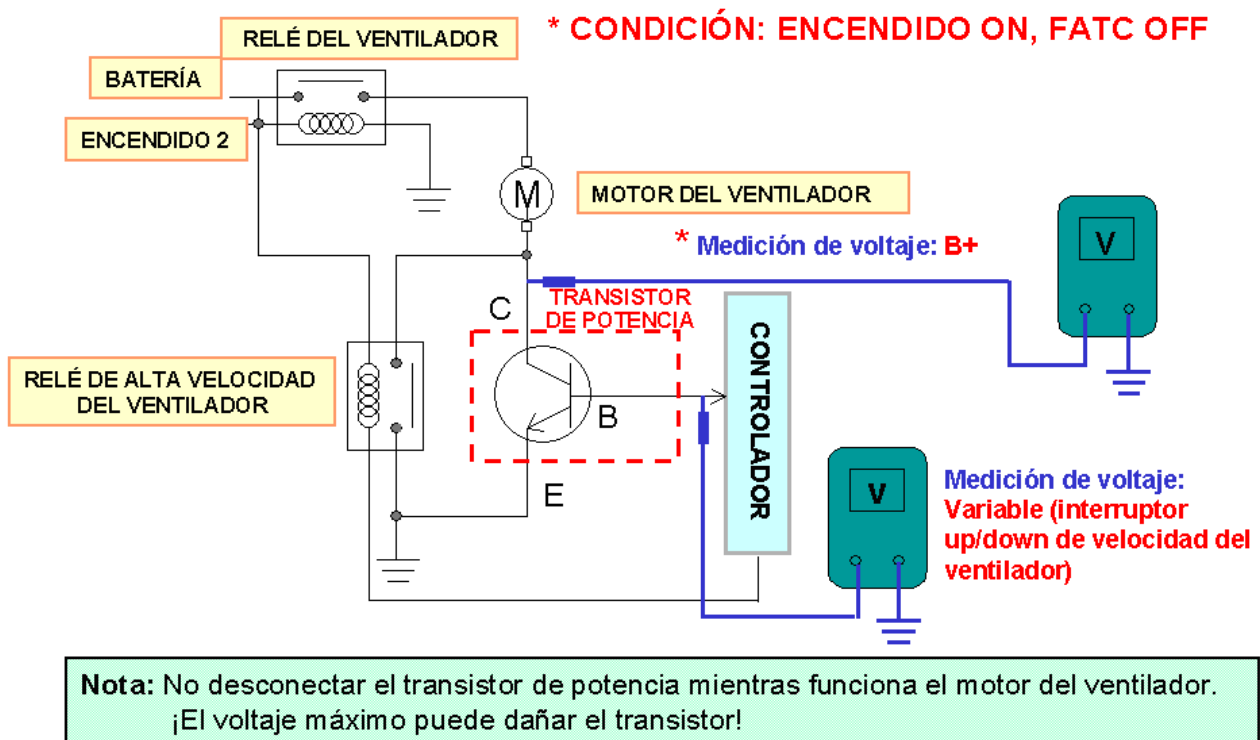 * CONDICIÓN: ENCENDIDO ON, FATC OFF
RELÉ DEL VENTILADOR
BATERÍA
ENCENDIDO 2
M
MOTOR DEL VENTILADOR
* Medición de voltaje: B+
V
C
TRANSISTOR
DE POTENCIA
CONTROLADOR
RELÉ DE ALTA VELOCIDAD
DEL VENTILADOR
B
E
V
Medición de voltaje:
Variable (interruptor
up/down de velocidad del
ventilador)
Nota: No desconectar el transistor de potencia mientras funciona el motor del ventilador.
¡El voltaje máximo puede dañar el transistor!